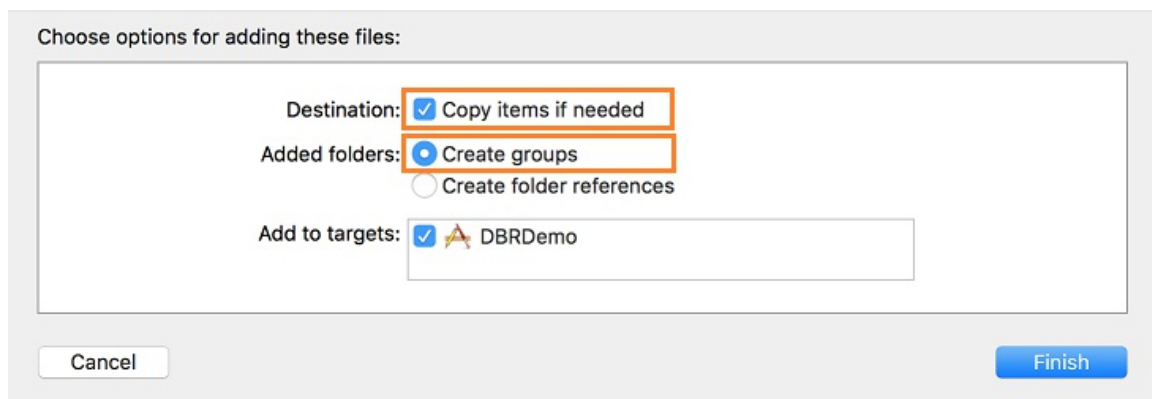 Choose options for adding these files:
Destination: Copy items if needed
Added folders: Create groups
Create folder references
Add to targets: DBRDemo
Cancel Finish